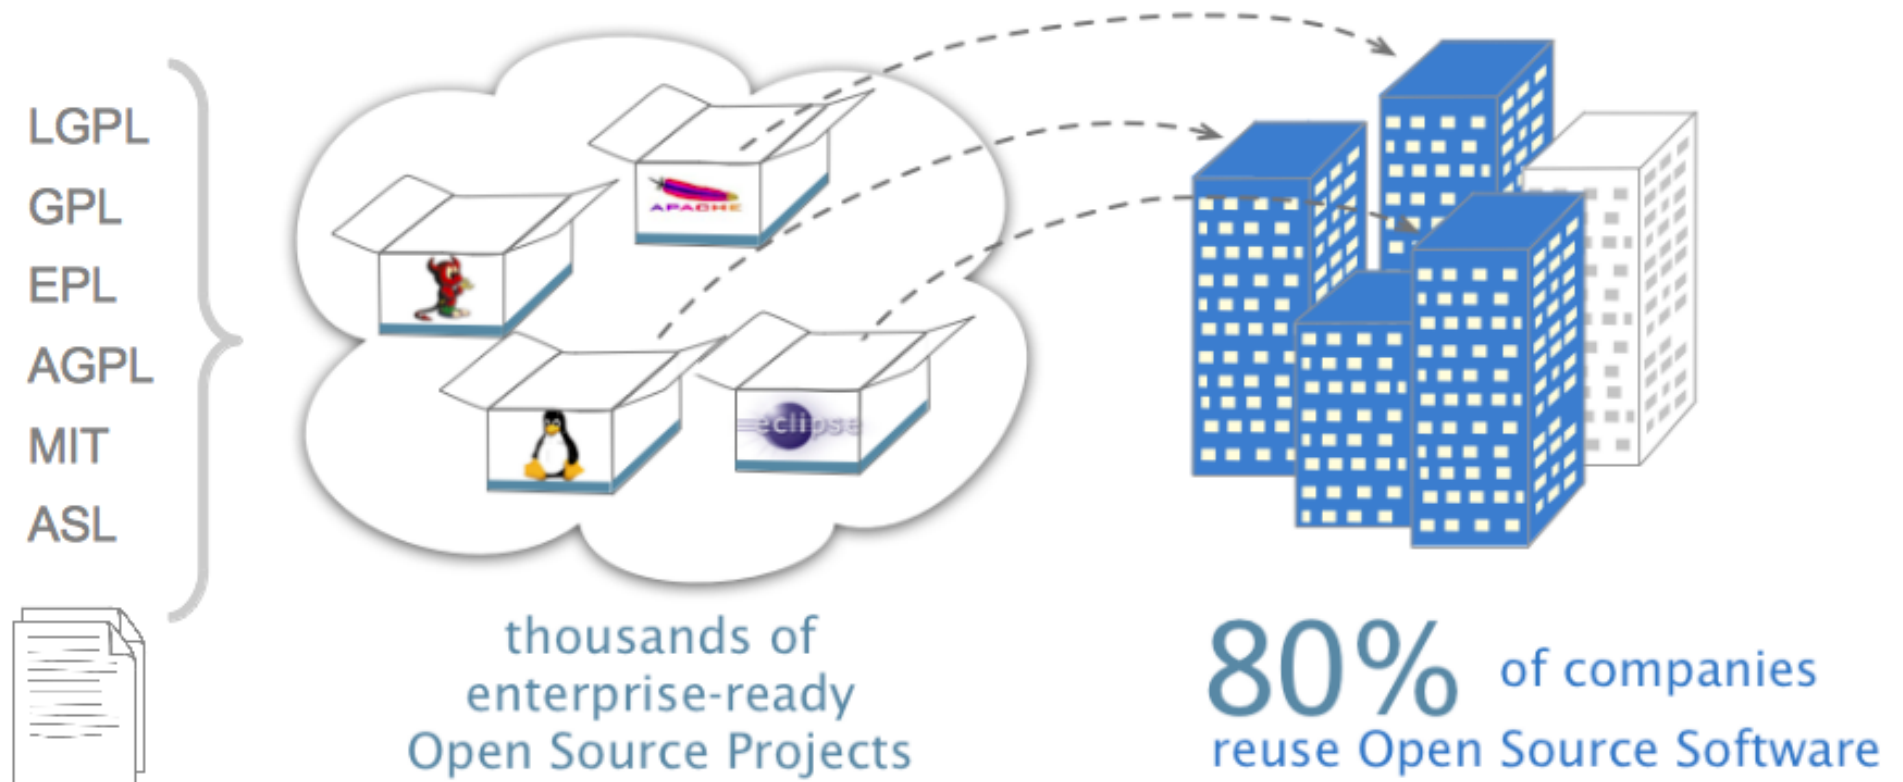 LGPL
GPL
EPL
AGPL
MIT
ASL
APACHE
eclipse
thousands of
enterprise-ready
Open Source Projects
80% of companies
reuse Open Source Software